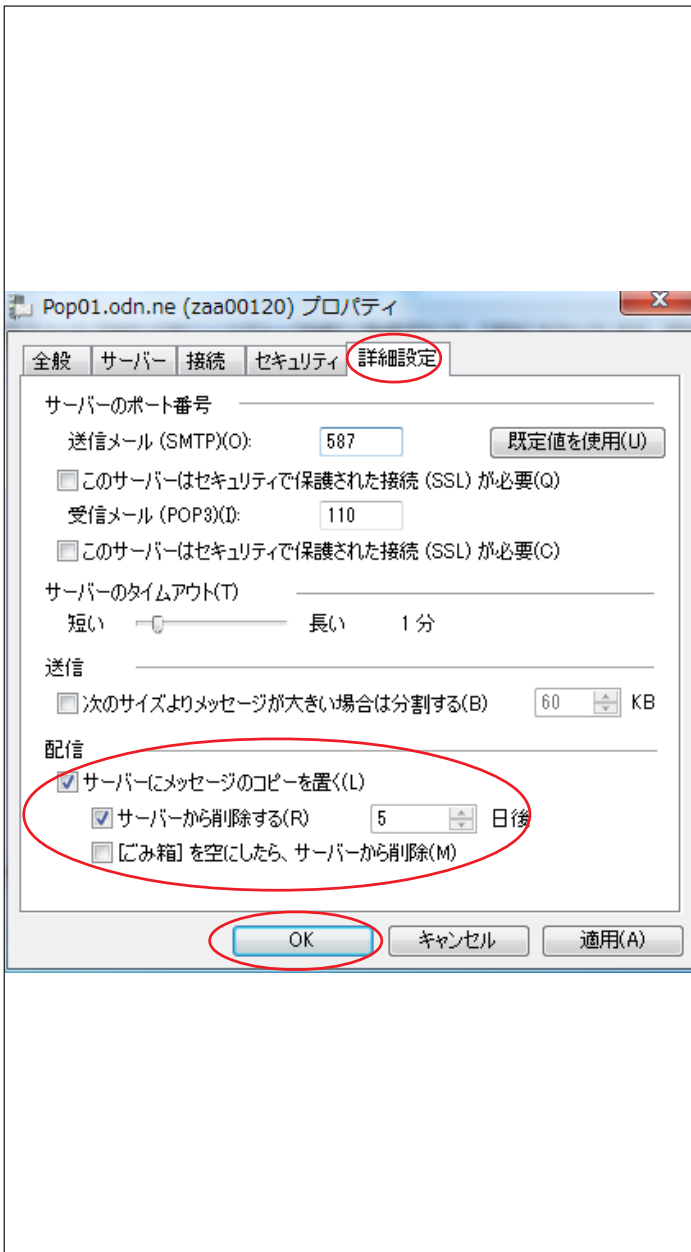 Pop01.odn.ne (zaa00120) プロパティ
全般 サーバー 接続 セキュリティ 詳細設定
サーバーのポート番号
送信メール (SMTP)(O): 587 既定値を使用(U)
このサーバーはセキュリティで保護された接続 (SSL) が必要(Q)
受信メール (POP3)(I): 110
このサーバーはセキュリティで保護された接続 (SSL) が必要(C)
サーバーのタイムアウト(T)
短い 長い 1 分
送信
次のサイズよりメッセージが大きい場合は分割する(B) 60 KB
配信
サーバーにメッセージのコピーを置く(L)
サーバーから削除する(R) 5 日後
[ごみ箱] を空にしたら、サーバーから削除(M)
OK キャンセル 適用(A)